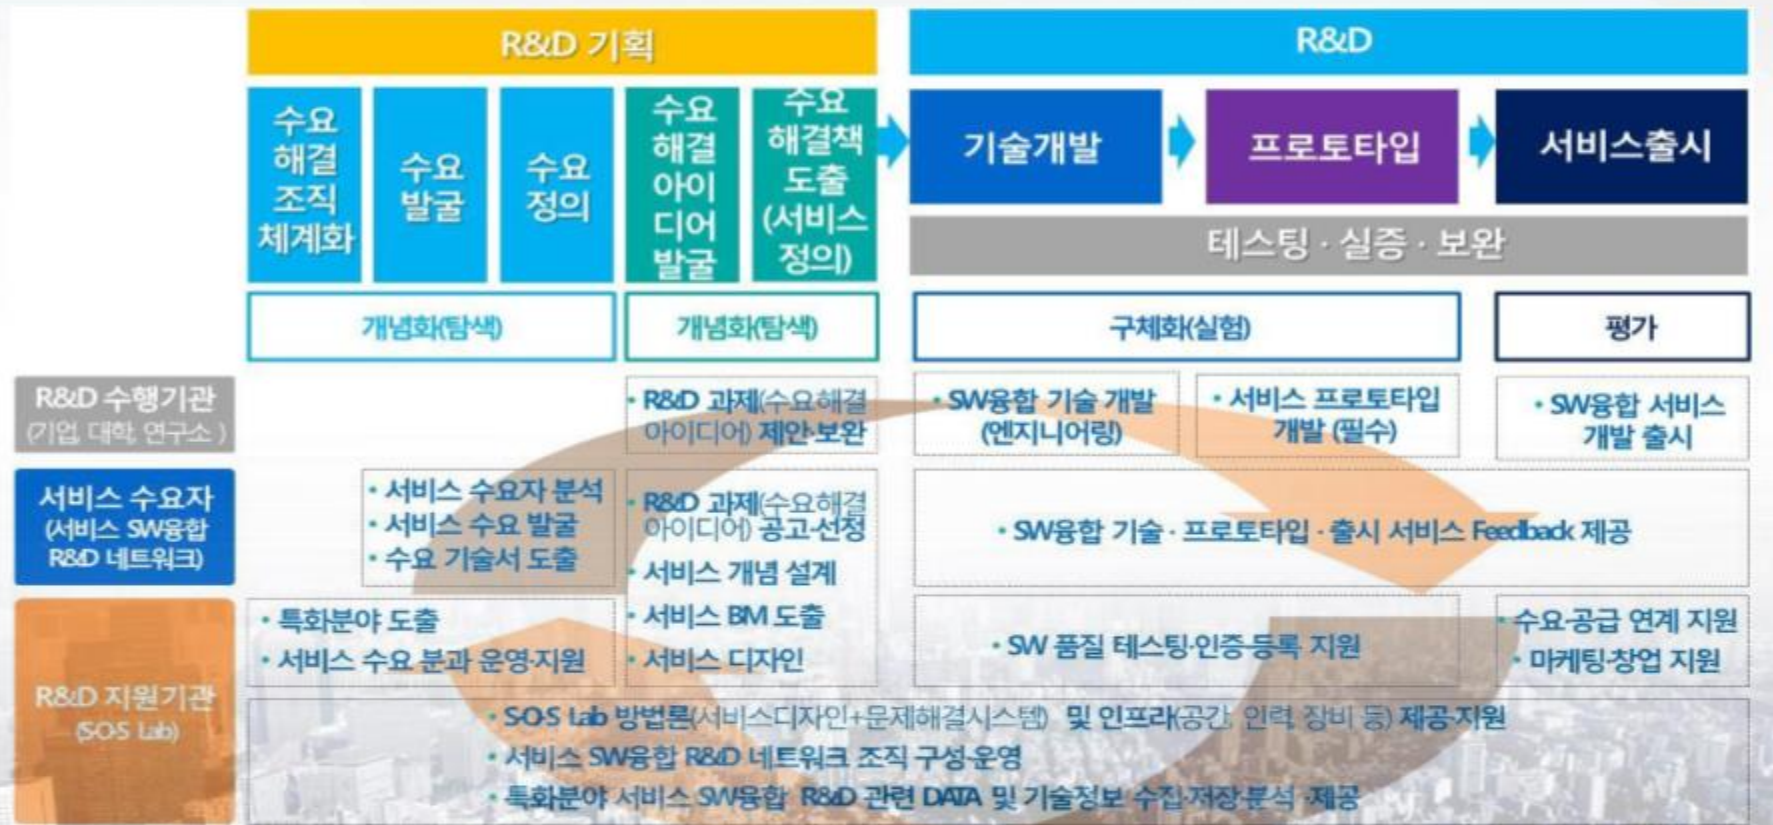 R&D 기획
R&D
수요
해결
조직
체계화
수요
발굴
수요
정의
수요
해결
아이
디어
발굴
수요
해결책
도출
(서비스
정의)
기술개발
프로토타입
서비스출시
테스팅 · 실증 · 보완
개념화(탐색)
개념화(탐색)
구체화(실험)
평가
R&D 수행기관
(기업, 대학, 연구소 )
• R&D 과제(수요해결
아이디어) 제안·보완
• SW융합 기술 개발
(엔지니어링)
• 서비스 프로토타입
개발 (필수)
• SW융합 서비스
개발 출시
서비스 수요자
(서비스 SW융합
R&D 네트워크)
• 서비스 수요자 분석
• 서비스 수요 발굴
• 수요 기술서 도출
• R&D 과제(수요해결
아이디어) 공고·선정
• 서비스 개념 설계
• 서비스 BM 도출
• 서비스 디자인
• SW융합 기술 · 프로토타입 · 출시 서비스 Feedback 제공
R&D 지원기관
(S·O·S Lab)
• 특화분야 도출
• 서비스 수요 분과 운영·지원
• SW 품질 테스팅·인증·등록 지원
• 수요·공급 연계 지원
• 마케팅·창업 지원
• S·O·S Lab 방법론(서비스디자인+문제해결시스템) 및 인프라(공간, 인력, 장비 등) 제공·지원
• 서비스 SW융합 R&D 네트워크 조직 구성·운영
• 특화분야 서비스 SW융합 R&D 관련 DATA 및 기술정보 수집·저장·분석 ·제공